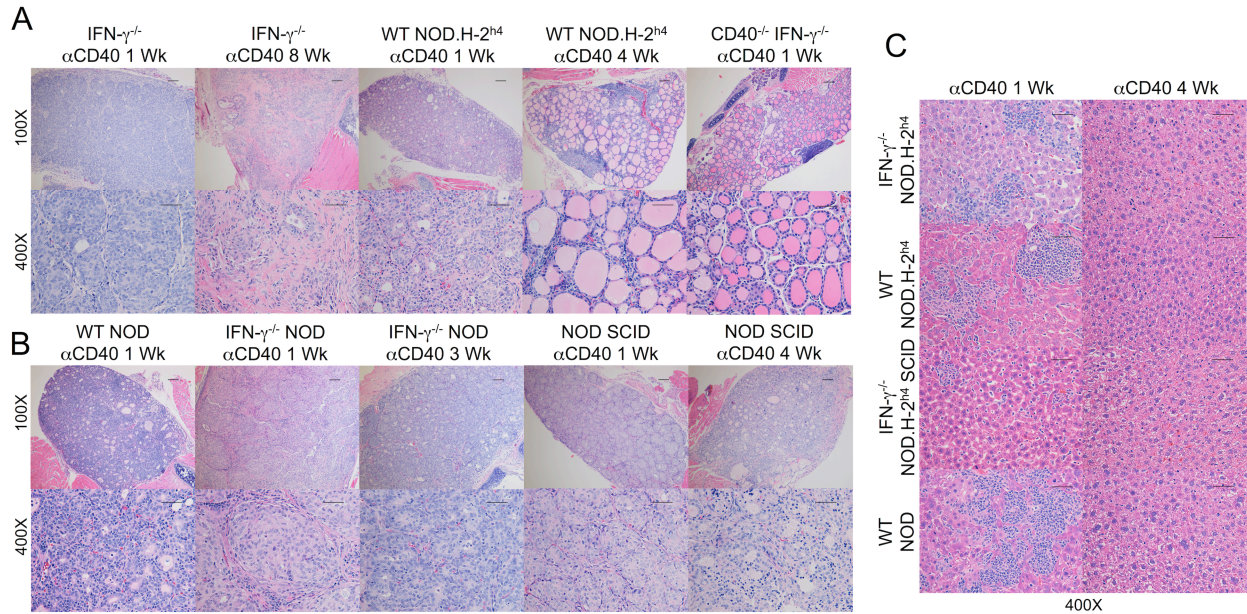 A
IFN-γ⁻/⁻
αCD40 1 Wk
IFN-γ⁻/⁻
αCD40 8 Wk
WT NOD.H-2ʰ⁴
αCD40 1 Wk
WT NOD.H-2ʰ⁴
αCD40 4 Wk
CD40⁻/⁻ IFN-γ⁻/⁻
αCD40 1 Wk
100X
400X
B
WT NOD
αCD40 1 Wk
IFN-γ⁻/⁻ NOD
αCD40 1 Wk
IFN-γ⁻/⁻ NOD
αCD40 3 Wk
NOD SCID
αCD40 1 Wk
NOD SCID
αCD40 4 Wk
100X
400X
C
αCD40 1 Wk
αCD40 4 Wk
IFN-γ⁻/⁻
NOD.H-2ʰ⁴
WT
NOD.H-2ʰ⁴
IFN-γ⁻/⁻
NOD.H-2ʰ⁴ SCID
WT
NOD
400X